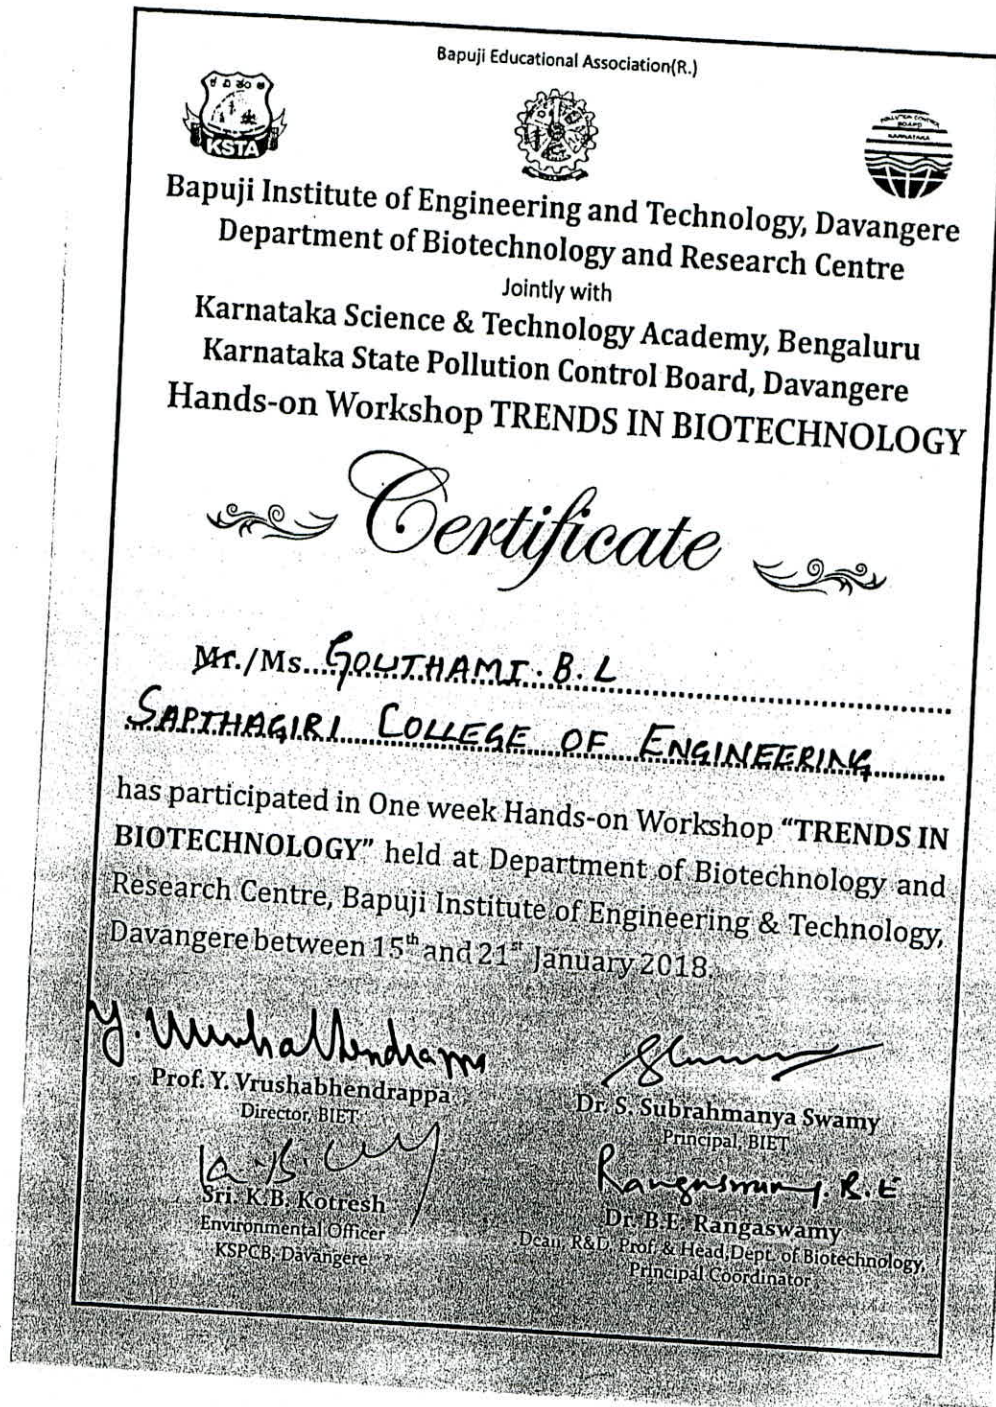 Bapuji Educational Association(R.)
ಕ ವಿ ತಂ ಅ
KSTA
POLLUTION CONTROL
BOARD
KARNATAKA
Bapuji Institute of Engineering and Technology, Davangere
Department of Biotechnology and Research Centre
Jointly with
Karnataka Science & Technology Academy, Bengaluru
Karnataka State Pollution Control Board, Davangere
Hands-on Workshop TRENDS IN BIOTECHNOLOGY
Certificate
Mr./Ms. GOUTHAMI. B. L
SAPTHAGIRI COLLEGE OF ENGINEERING
has participated in One week Hands-on Workshop “TRENDS IN
BIOTECHNOLOGY” held at Department of Biotechnology and
Research Centre, Bapuji Institute of Engineering & Technology,
Davangere between 15th and 21st January 2018.
Prof. Y. Vrushabhendrappa
Director, BIET
Dr. S. Subrahmanya Swamy
Principal, BIET
Rangaswamy. B. E
Sri. K.B. Kotresh
Environmental Officer
KSPCB, Davangere
Dr. B.E. Rangaswamy
Dean, R&D, Prof. & Head, Dept. of Biotechnology,
Principal Coordinator